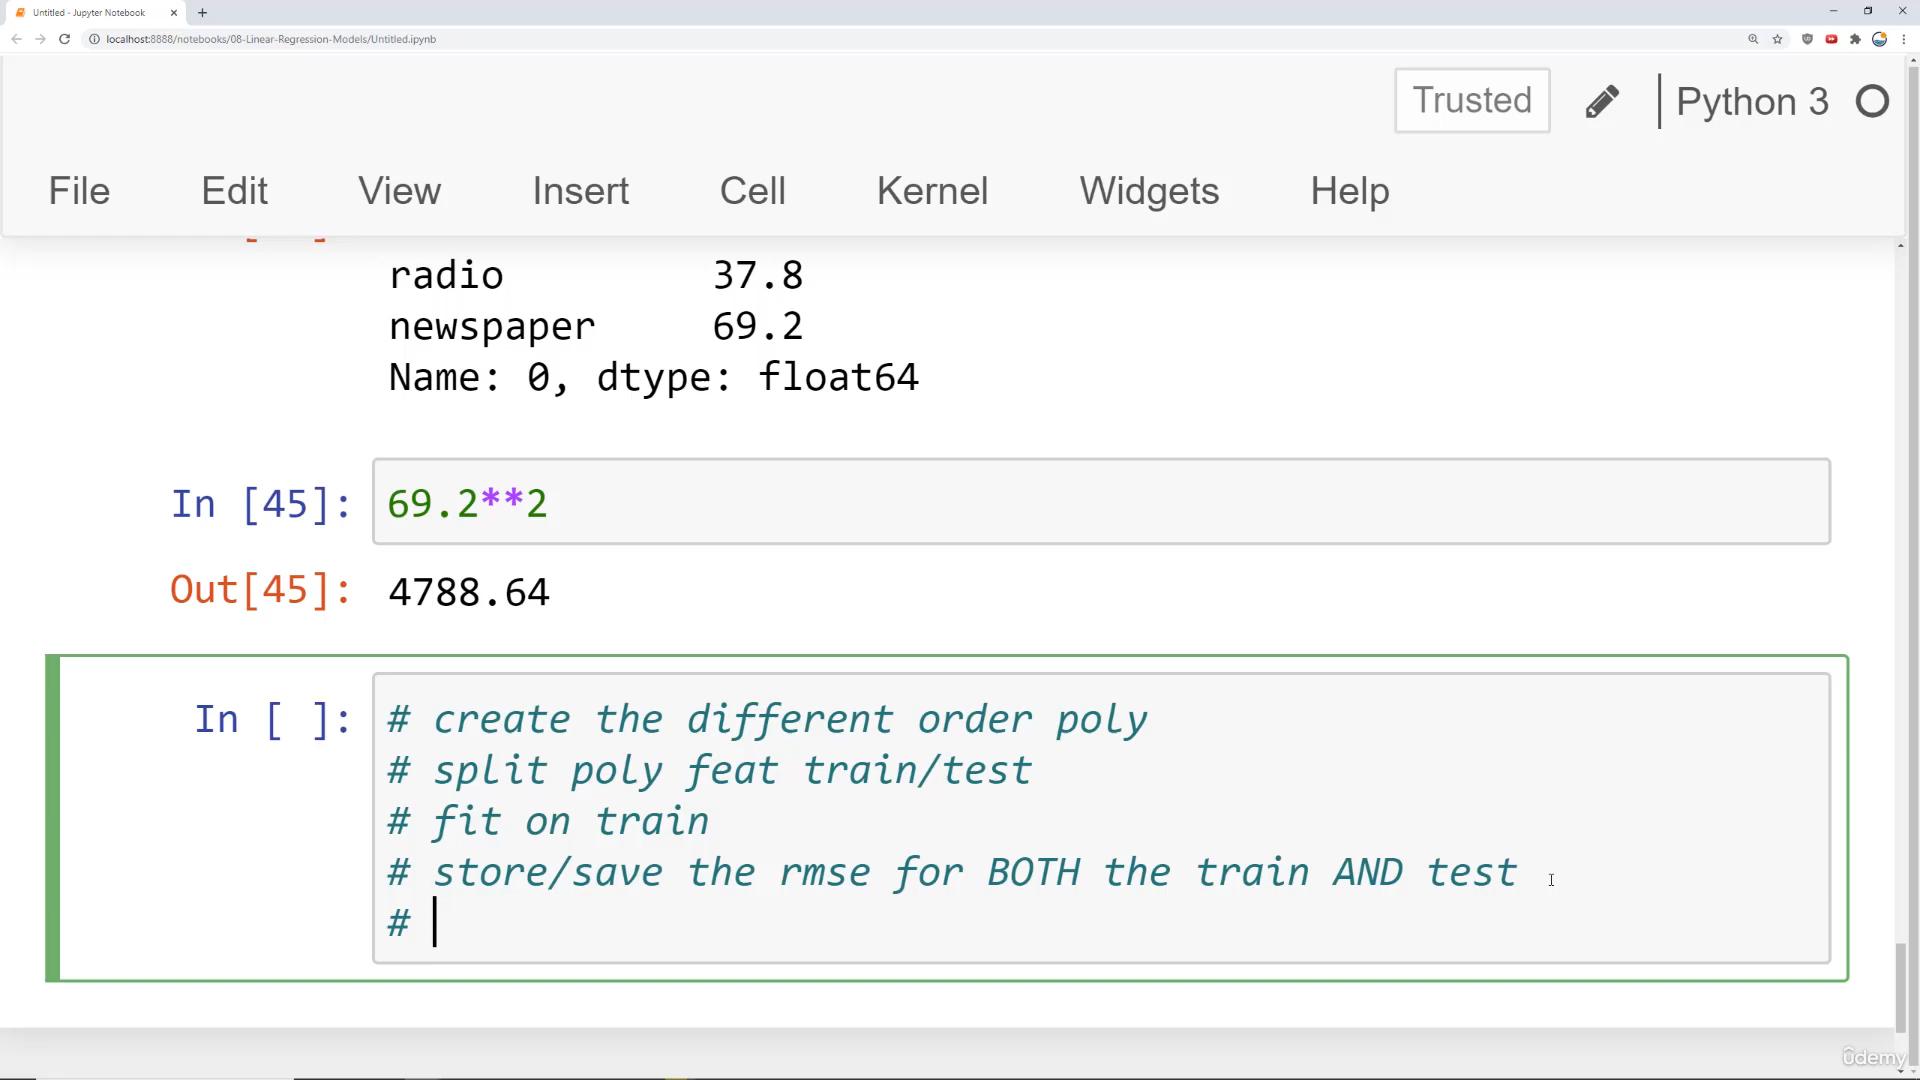 Untitled - Jupyter Notebook
localhost:8888/notebooks/08-Linear-Regression-Models/Untitled.ipynb
Trusted
Python 3
File Edit View Insert Cell Kernel Widgets Help
radio 37.8
newspaper 69.2
Name: 0, dtype: float64
In [45]: 69.2**2
Out[45]: 4788.64
In [ ]: # create the different order poly
# split poly feat train/test
# fit on train
# store/save the rmse for BOTH the train AND test
#
ûdemy